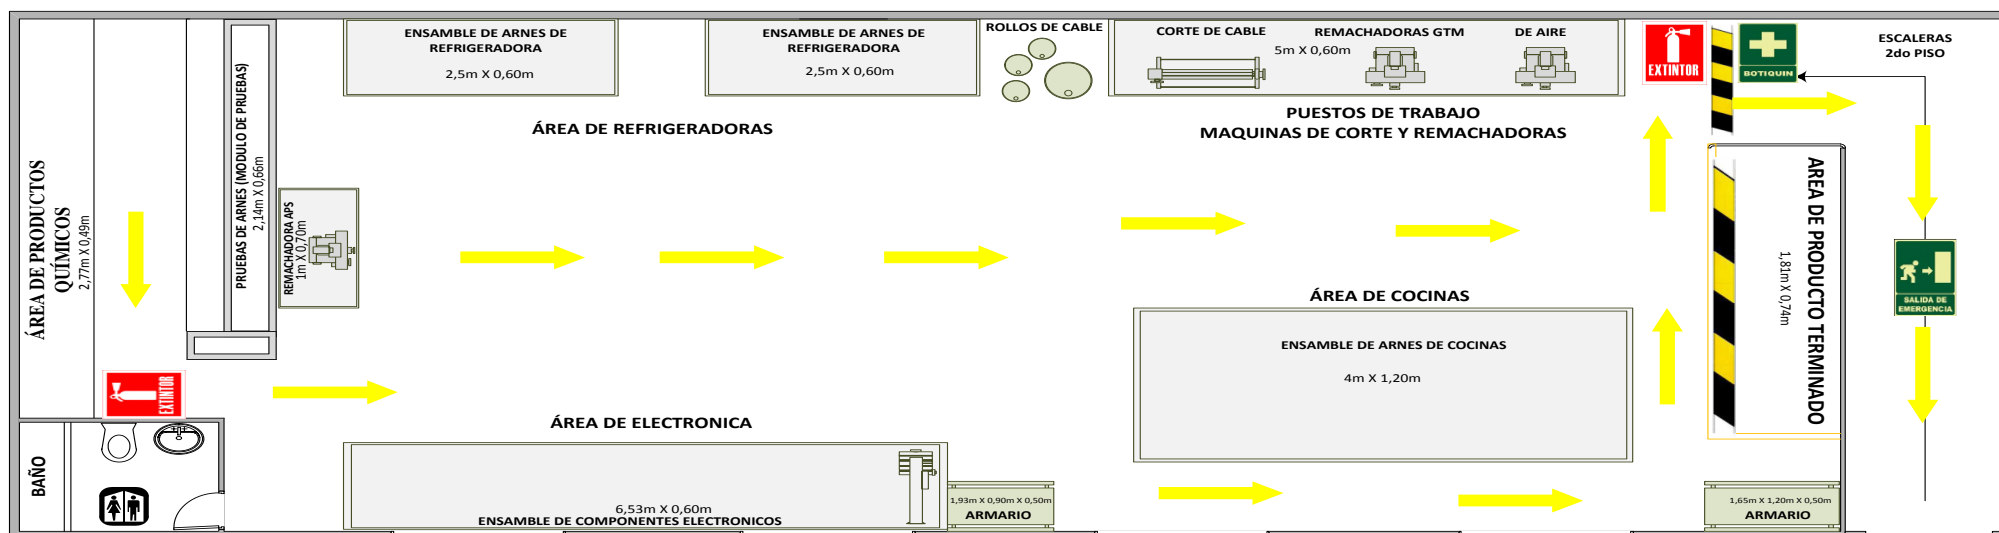 ENSAMBLE DE ARNES DE
REFRIGERADORA
2,5m X 0,60m
ENSAMBLE DE ARNES DE
REFRIGERADORA
2,5m X 0,60m
ROLLOS DE CABLE
CORTE DE CABLE
REMACHADORAS GTM
DE AIRE
5m X 0,60m
EXTINTOR
BOTIQUIN
ESCALERAS
2do PISO
ÁREA DE REFRIGERADORAS
PUESTOS DE TRABAJO
MAQUINAS DE CORTE Y REMACHADORAS
ÁREA DE PRODUCTOS
QUÍMICOS
2,77m X 0,49m
PRUEBAS DE ARNES (MODULO DE PRUEBAS)
2,14m X 0,66m
REMACHADORA APS
1m X 0,70m
AREA DE PRODUCTO TERMINADO
1,81m X 0,74m
SALIDA DE
EMERGENCIA
ÁREA DE COCINAS
ENSAMBLE DE ARNES DE COCINAS
4m X 1,20m
EXTINTOR
ÁREA DE ELECTRONICA
BAÑO
6,53m X 0,60m
ENSAMBLE DE COMPONENTES ELECTRONICOS
1,93m X 0,90m X 0,50m
ARMARIO
1,65m X 1,20m X 0,50m
ARMARIO